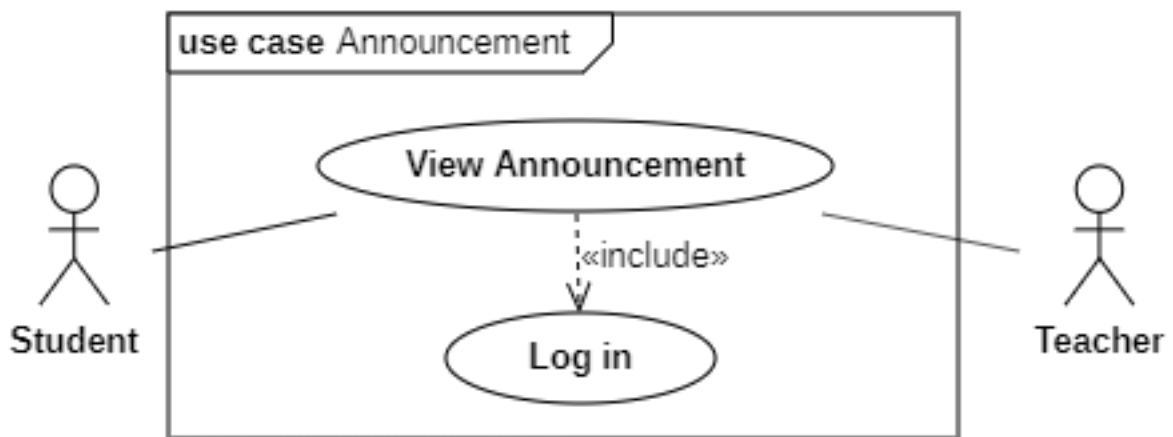 use case Announcement
View Announcement
«include»
Student
Teacher
Log in